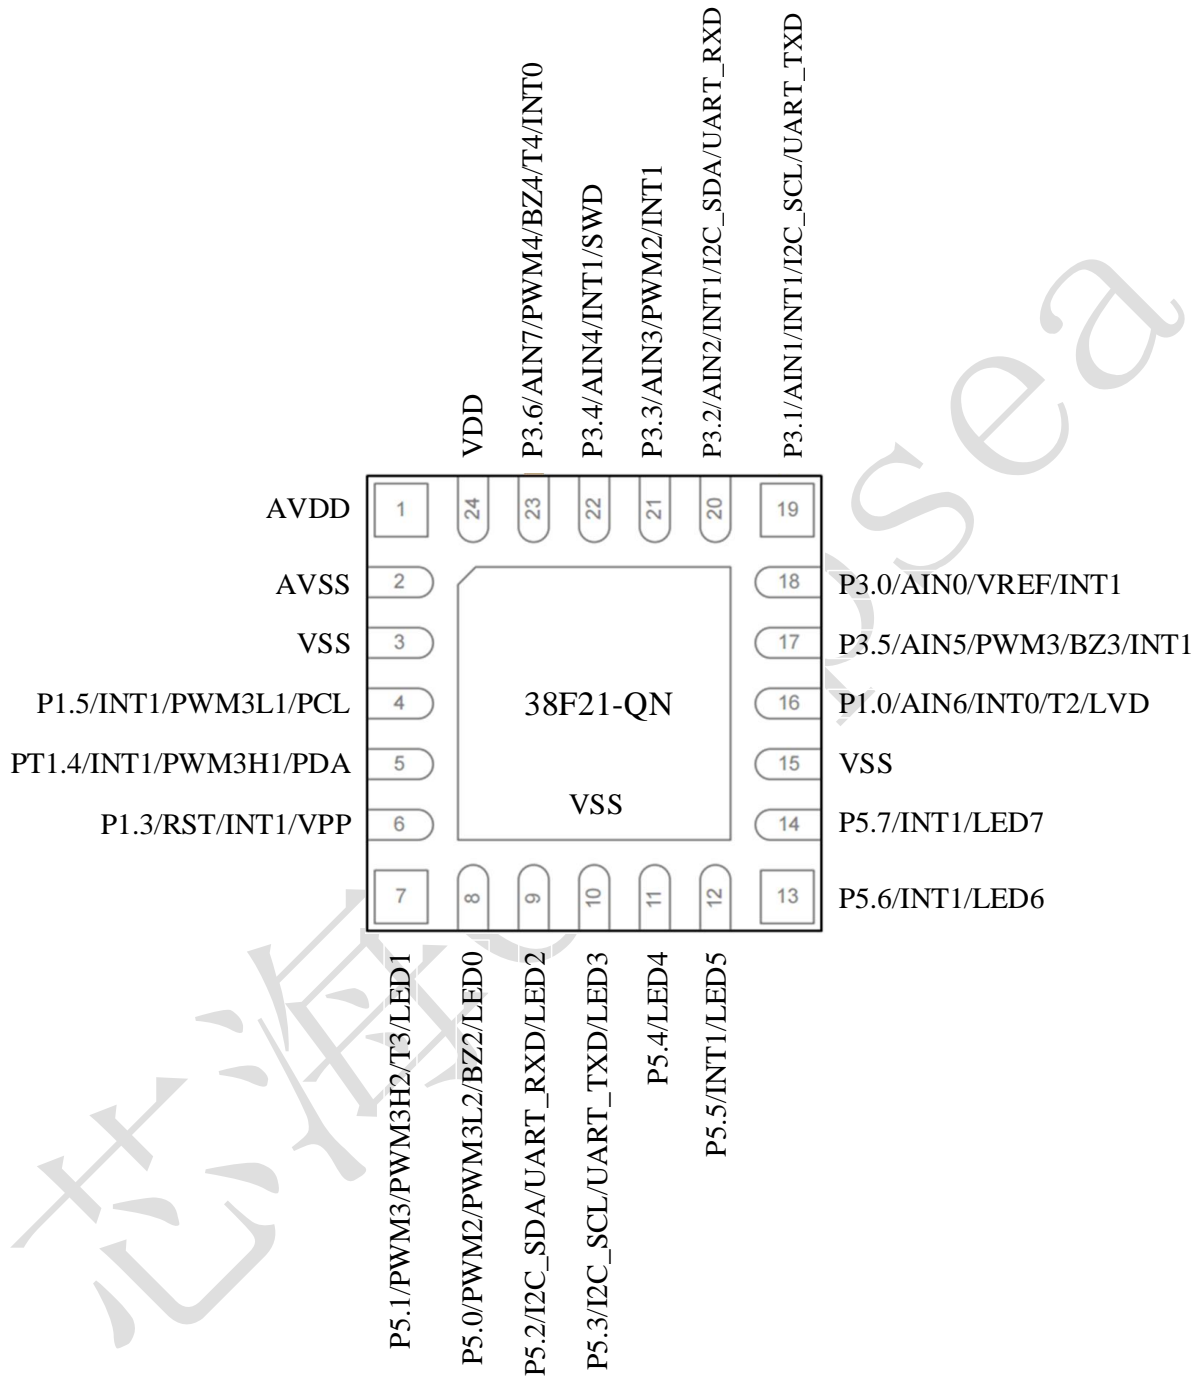 P3.6/AIN7/PWM4/BZ4/T4/INT0
P3.4/AIN4/INT1/SWD
P3.3/AIN3/PWM2/INT1
P3.2/AIN2/INT1/I2C_SDA/UART_RXD
P3.1/AIN1/INT1/I2C_SCL/UART_TXD
VDD
AVDD
1
24
23
22
21
20
19
AVSS
2
18
P3.0/AIN0/VREF/INT1
VSS
3
17
P3.5/AIN5/PWM3/BZ3/INT1
P1.5/INT1/PWM3L1/PCL
4
38F21-QN
16
P1.0/AIN6/INT0/T2/LVD
PT1.4/INT1/PWM3H1/PDA
5
15
VSS
VSS
P1.3/RST/INT1/VPP
6
14
P5.7/INT1/LED7
7
8
9
10
11
12
13
P5.6/INT1/LED6
P5.1/PWM3/PWM3H2/T3/LED1
P5.0/PWM2/PWM3L2/BZ2/LED0
P5.2/I2C_SDA/UART_RXD/LED2
P5.3/I2C_SCL/UART_TXD/LED3
P5.4/LED4
P5.5/INT1/LED5